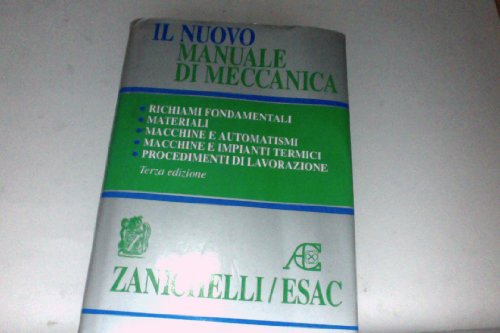 IL NUOVO
MANUALE
DI MECCANICA
• RICHIAMI FONDAMENTALI
• MATERIALI
• MACCHINE E AUTOMATISMI
• MACCHINE E IMPIANTI TERMICI
• PROCEDIMENTI DI LAVORAZIONE
Terza edizione
ZANICHELLI/ESAC